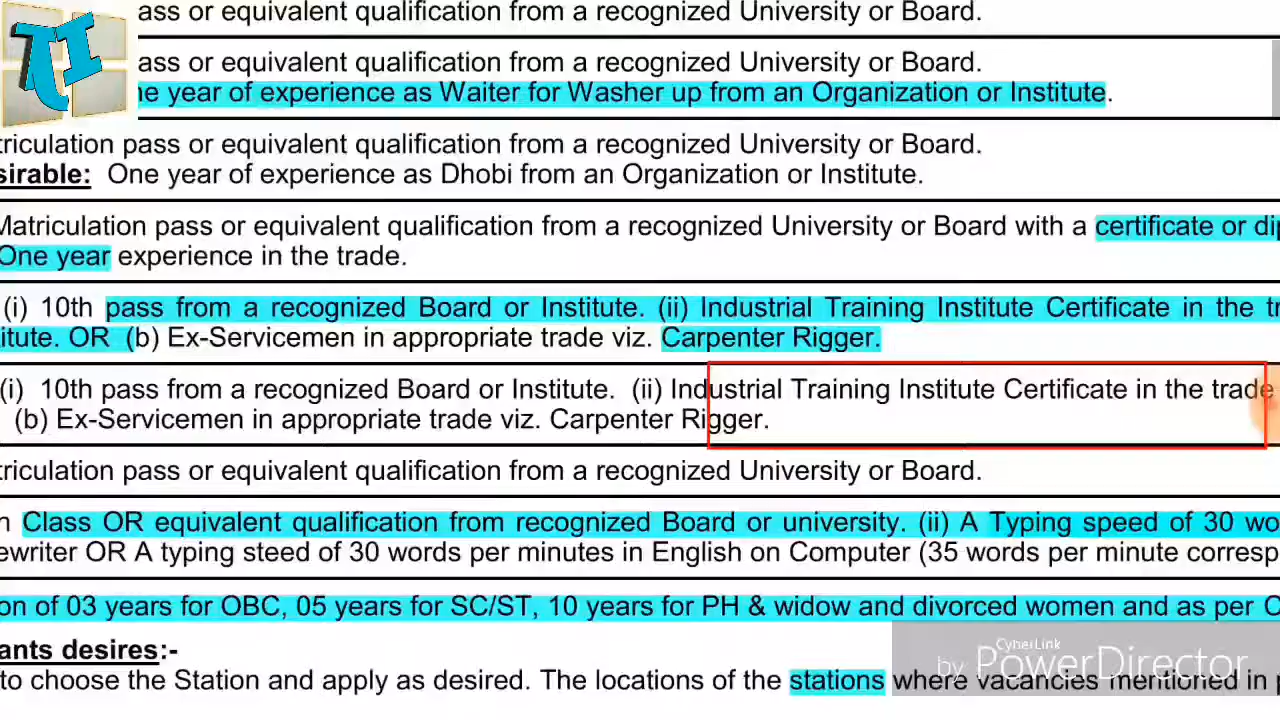 ass or equivalent qualification from a recognized University or Board.
ass or equivalent qualification from a recognized University or Board.
ne year of experience as Waiter for Washer up from an Organization or Institute.
triculation pass or equivalent qualification from a recognized University or Board.
sirable: One year of experience as Dhobi from an Organization or Institute.
Matriculation pass or equivalent qualification from a recognized University or Board with a certificate or dip
One year experience in the trade.
(i) 10th pass from a recognized Board or Institute. (ii) Industrial Training Institute Certificate in the tr
itute. OR (b) Ex-Servicemen in appropriate trade viz. Carpenter Rigger.
(i) 10th pass from a recognized Board or Institute. (ii) Industrial Training Institute Certificate in the trade
(b) Ex-Servicemen in appropriate trade viz. Carpenter Rigger.
triculation pass or equivalent qualification from a recognized University or Board.
n Class OR equivalent qualification from recognized Board or university. (ii) A Typing speed of 30 wo
ewriter OR A typing steed of 30 words per minutes in English on Computer (35 words per minute corresp
on of 03 years for OBC, 05 years for SC/ST, 10 years for PH & widow and divorced women and as per C
ants desires:-
to choose the Station and apply as desired. The locations of the stations where vacancies mentioned in p
TI
CyberLink
by PowerDirector